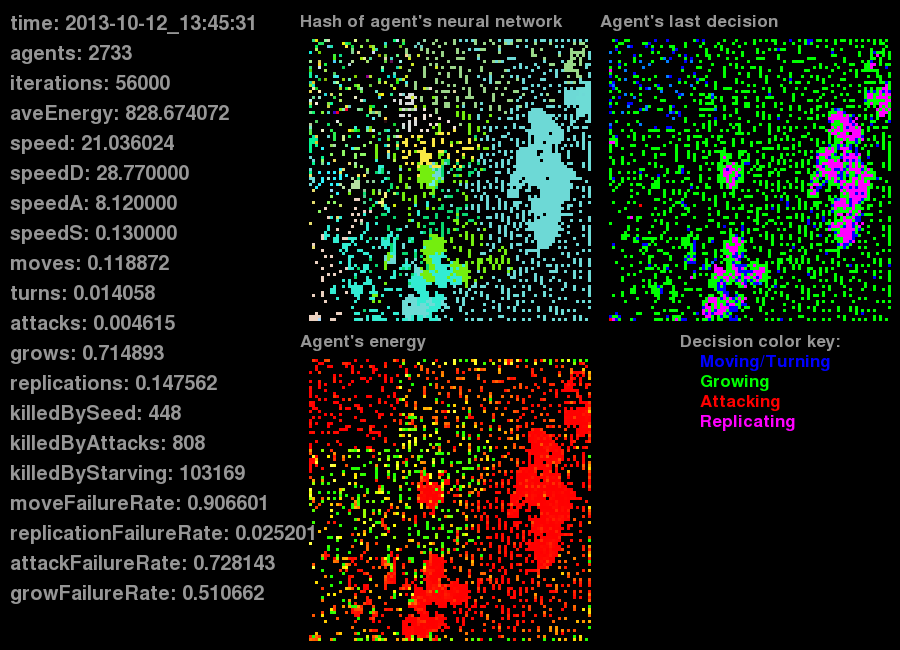 time: 2013-10-12_13:45:31
agents: 2733
iterations: 56000
aveEnergy: 828.674072
speed: 21.036024
speedD: 28.770000
speedA: 8.120000
speedS: 0.130000
moves: 0.118872
turns: 0.014058
attacks: 0.004615
grows: 0.714893
replications: 0.147562
killedBySeed: 448
killedByAttacks: 808
killedByStarving: 103169
moveFailureRate: 0.906601
replicationFailureRate: 0.025201
attackFailureRate: 0.728143
growFailureRate: 0.510662
Hash of agent's neural network
Agent's last decision
Agent's energy
Decision color key:
Moving/Turning
Growing
Attacking
Replicating